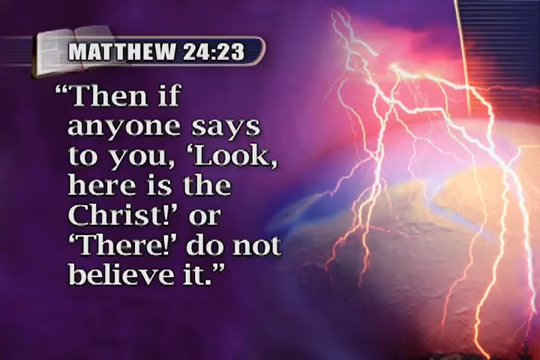 MATTHEW 24:23
“Then if
anyone says
to you, ‘Look,
here is the
Christ!’ or
‘There!’ do not
believe it.”